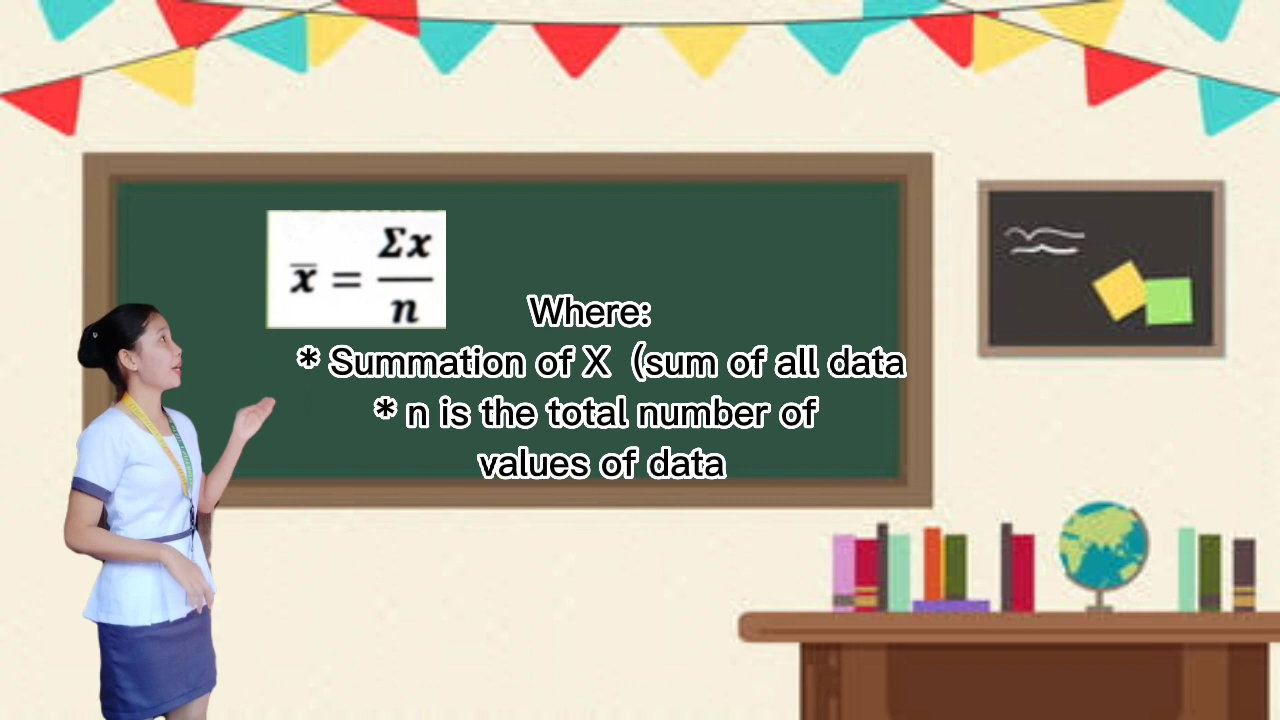 x̄ = Σx / n
Where:
* Summation of X (sum of all data
* n is the total number of
values of data